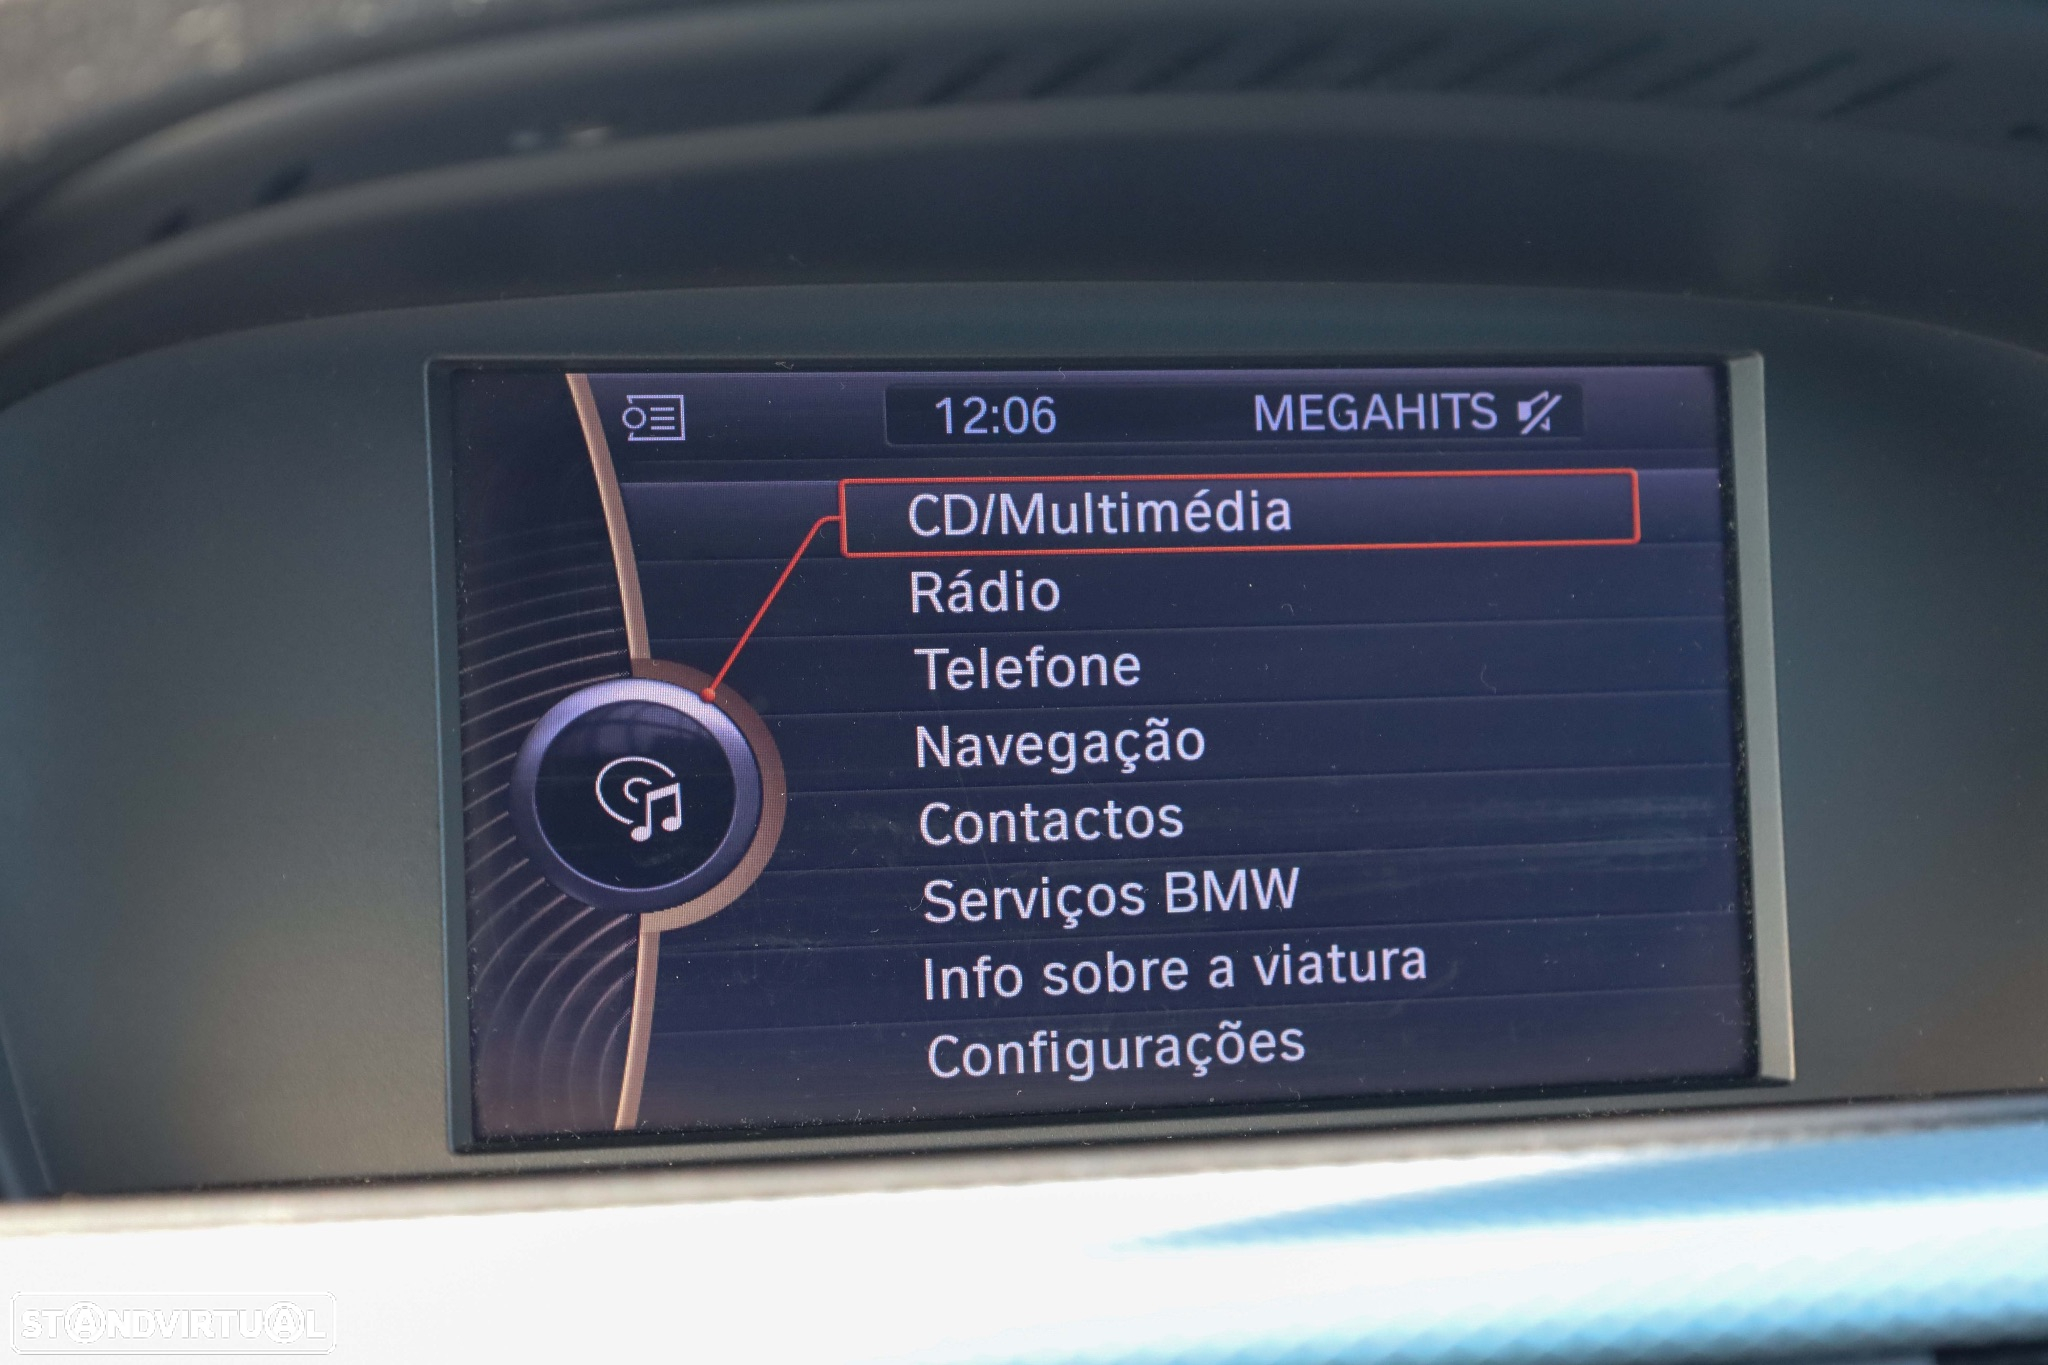 12:06 MEGAHITS
CD/Multimédia
Rádio
Telefone
Navegação
Contactos
Serviços BMW
Info sobre a viatura
Configurações
STANDVIRTUAL